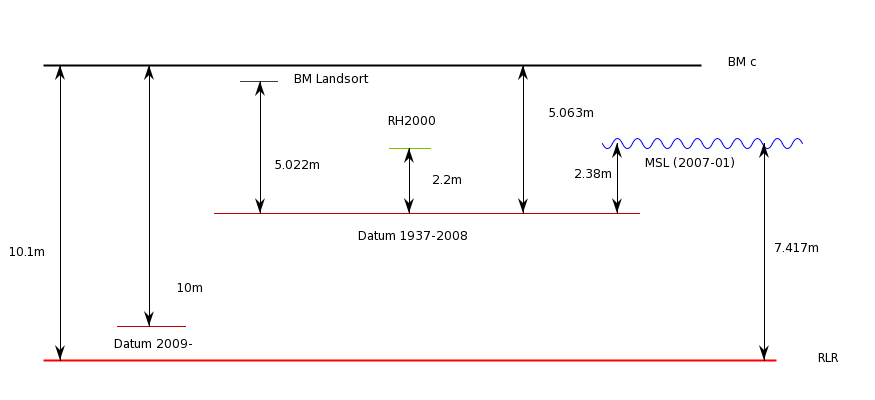 BM c
BM Landsort
5.063m
RH2000
5.022m
MSL (2007-01)
2.38m
2.2m
Datum 1937-2008
7.417m
10.1m
10m
Datum 2009-
RLR